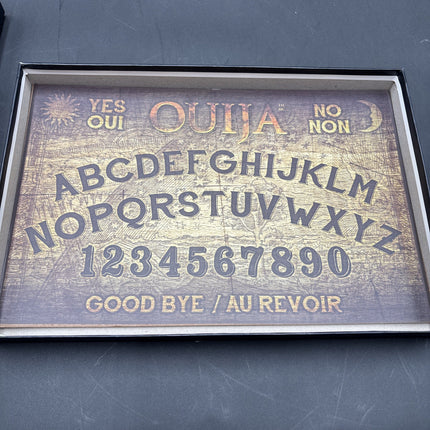 YES OUIJA NO
OUI NON
ABCDEFGHIJKLM
NOPQRSTUVWXYZ
1234567890
GOOD BYE / AU REVOIR